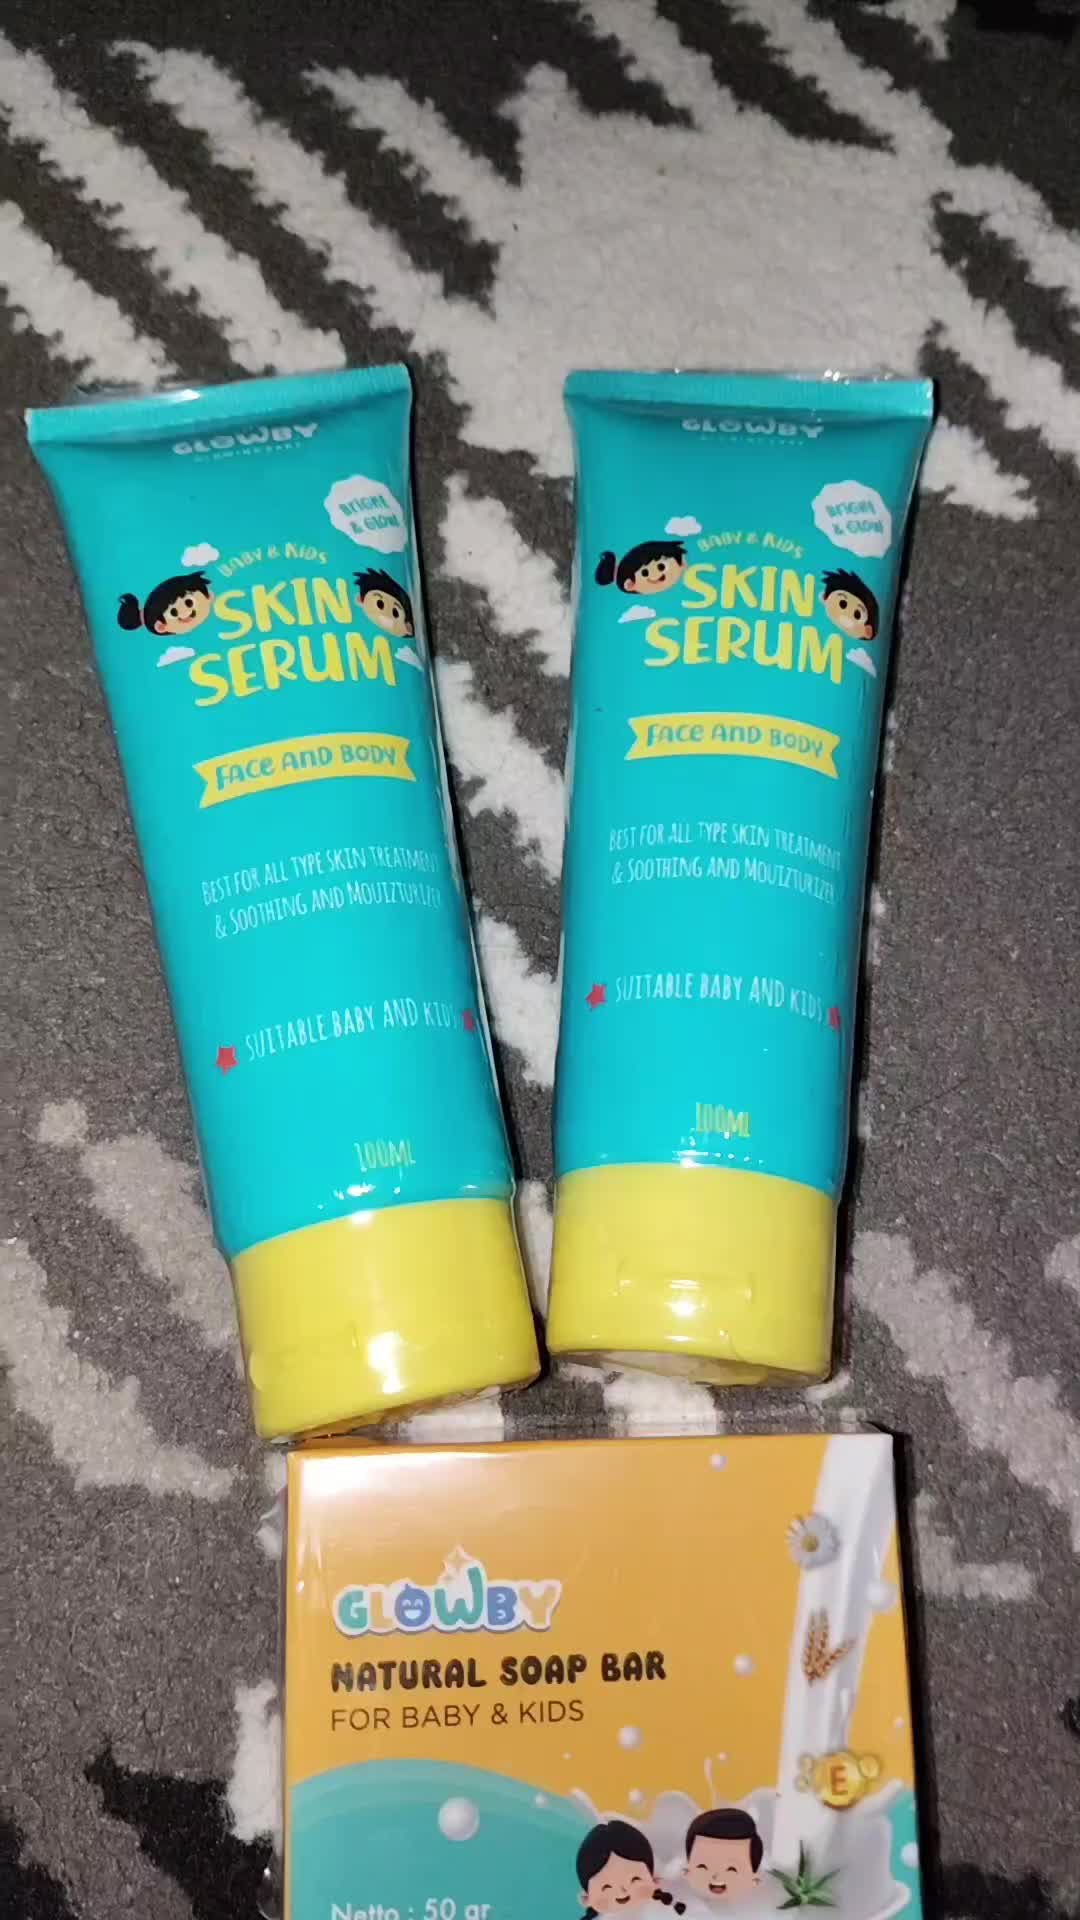 GLOWBY
GLOWING BABY
BRIGHT
& GLOW
BABY & KIDS
SKIN
SERUM
FACE AND BODY
BEST FOR ALL TYPE SKIN TREATMENT
& SOOTHING AND MOUIZTURIZER
SUITABLE BABY AND KIDS
100ML
GLOWBY
BRIGHT
& GLOW
BABY & KIDS
SKIN
SERUM
FACE AND BODY
BEST FOR ALL TYPE SKIN TREATMENT
& SOOTHING AND MOUIZTURIZER
SUITABLE BABY AND KIDS
100ML
GLOWBY
NATURAL SOAP BAR
FOR BABY & KIDS
E
Netto : 50 gr